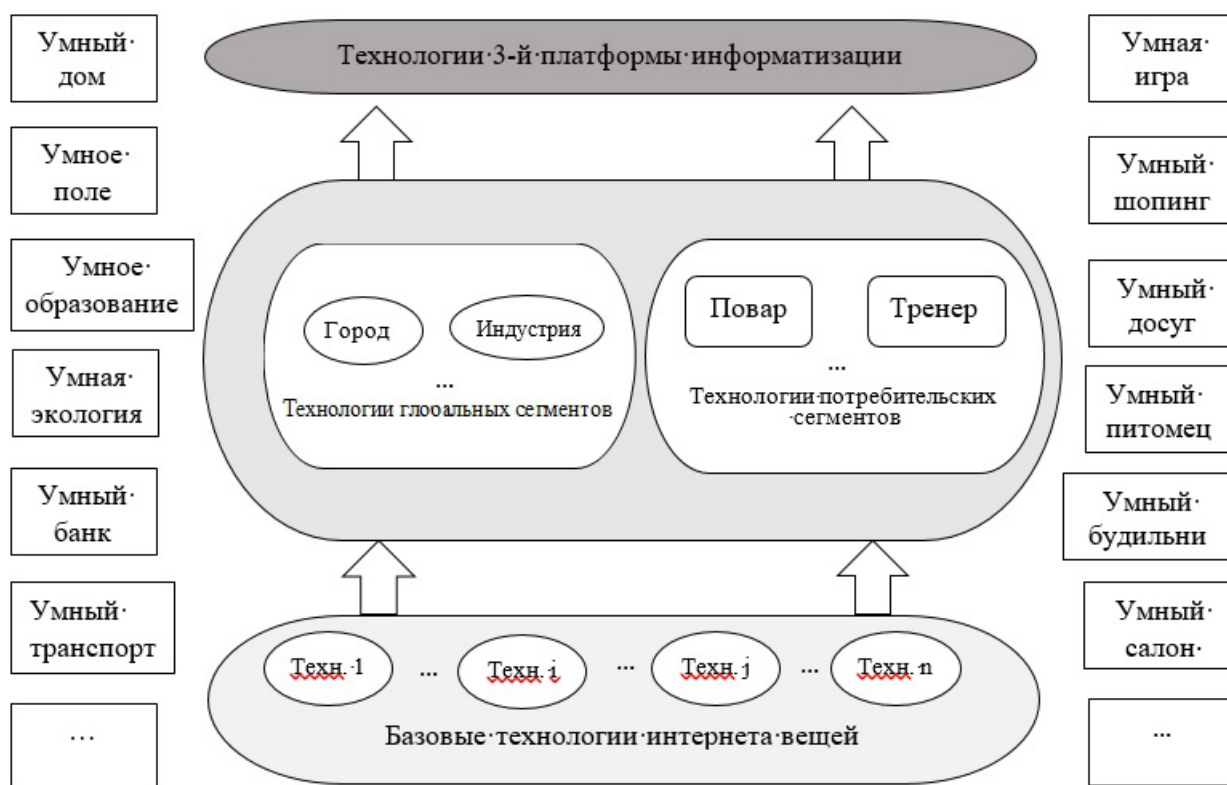 Умный·
дом
Умное·
поле
Умное·
образование
Умная·
экология
Умный·
банк
Умный·
транспорт
...
Технологии·3-й·платформы·информатизации
Город
Индустрия
...
Технологии глобальных сегментов
Повар
Тренер
...
Технологии·потребительских
·сегментов
Техн.·1
...
Техн.·i
...
Техн.·j
...
Техн.·n
Базовые·технологии·интернета·вещей
Умная·
игра
Умный·
шопинг
Умный·
досуг
Умный·
питомец
Умный·
будильни
Умный·
салон·
...